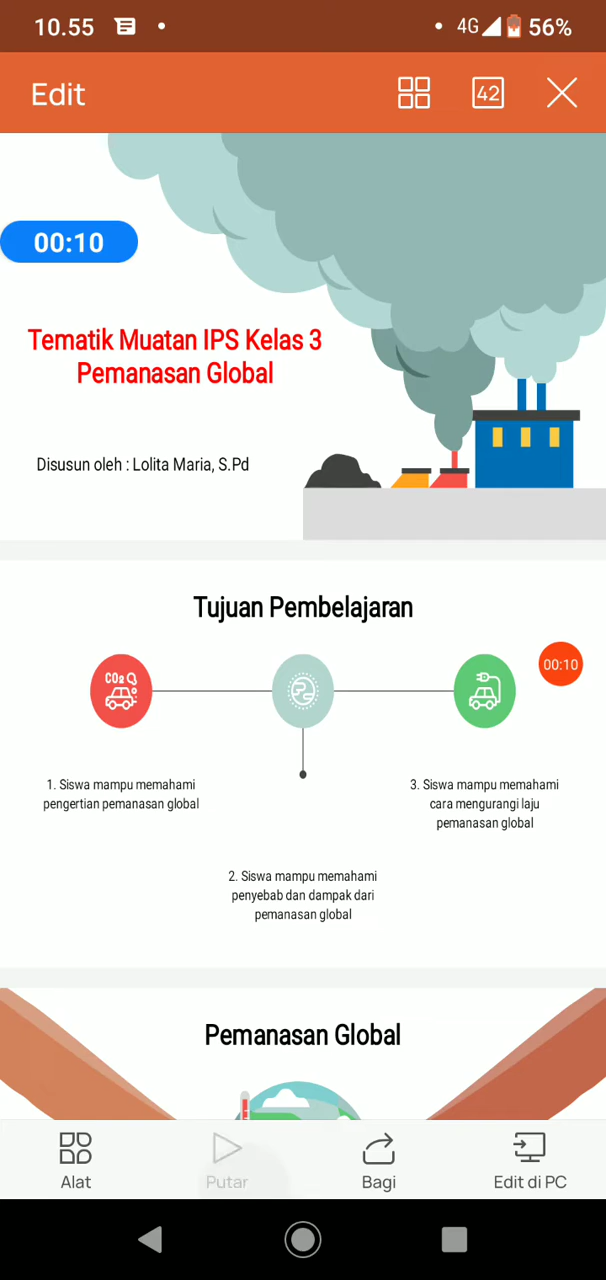 10.55
4G 56%
Edit
42
00:10
Tematik Muatan IPS Kelas 3
Pemanasan Global
Disusun oleh : Lolita Maria, S.Pd
Tujuan Pembelajaran
CO2
00:10
1. Siswa mampu memahami
pengertian pemanasan global
3. Siswa mampu memahami
cara mengurangi laju
pemanasan global
2. Siswa mampu memahami
penyebab dan dampak dari
pemanasan global
Pemanasan Global
Alat
Putar
Bagi
Edit di PC